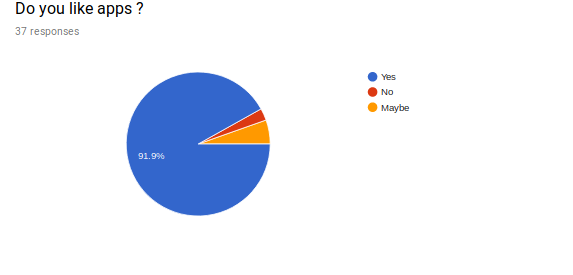 Do you like apps ?
37 responses
Yes
No
Maybe
91.9%